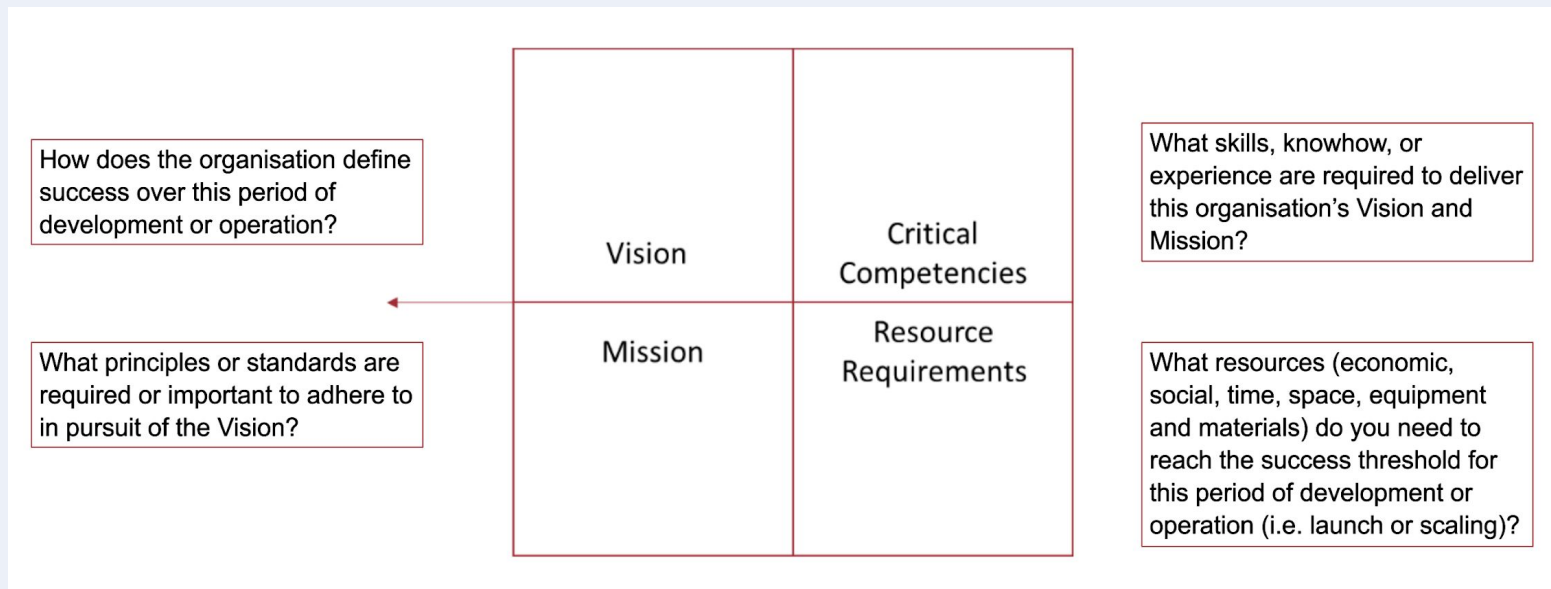 How does the organisation define
success over this period of
development or operation?
What principles or standards are
required or important to adhere to
in pursuit of the Vision?
Vision
Critical
Competencies
Mission
Resource
Requirements
What skills, knowhow, or
experience are required to deliver
this organisation’s Vision and
Mission?
What resources (economic,
social, time, space, equipment
and materials) do you need to
reach the success threshold for
this period of development or
operation (i.e. launch or scaling)?